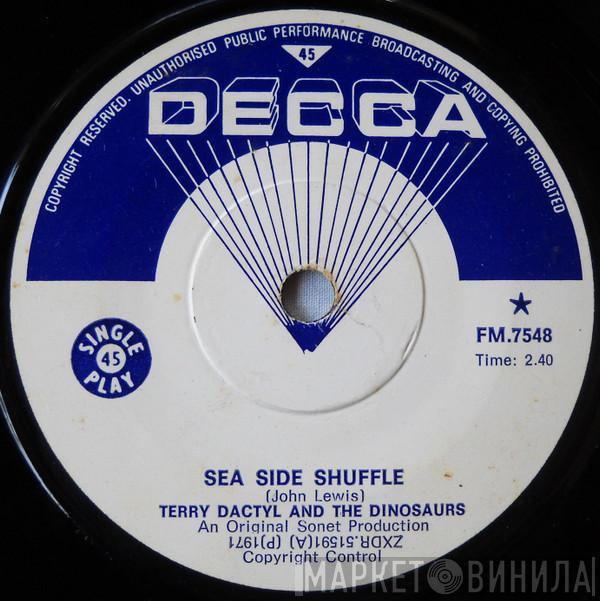 COPYRIGHT RESERVED. UNAUTHORISED PUBLIC PERFORMANCE BROADCASTING AND COPYING PROHIBITED
45
DECCA
SINGLE
45
PLAY
★
FM.7548
Time: 2.40
SEA SIDE SHUFFLE
(John Lewis)
TERRY DACTYL AND THE DINOSAURS
An Original Sonet Production
ZXDR.51591(A) (P)1971
Copyright Control
МАРКЕТ ВИНИЛА